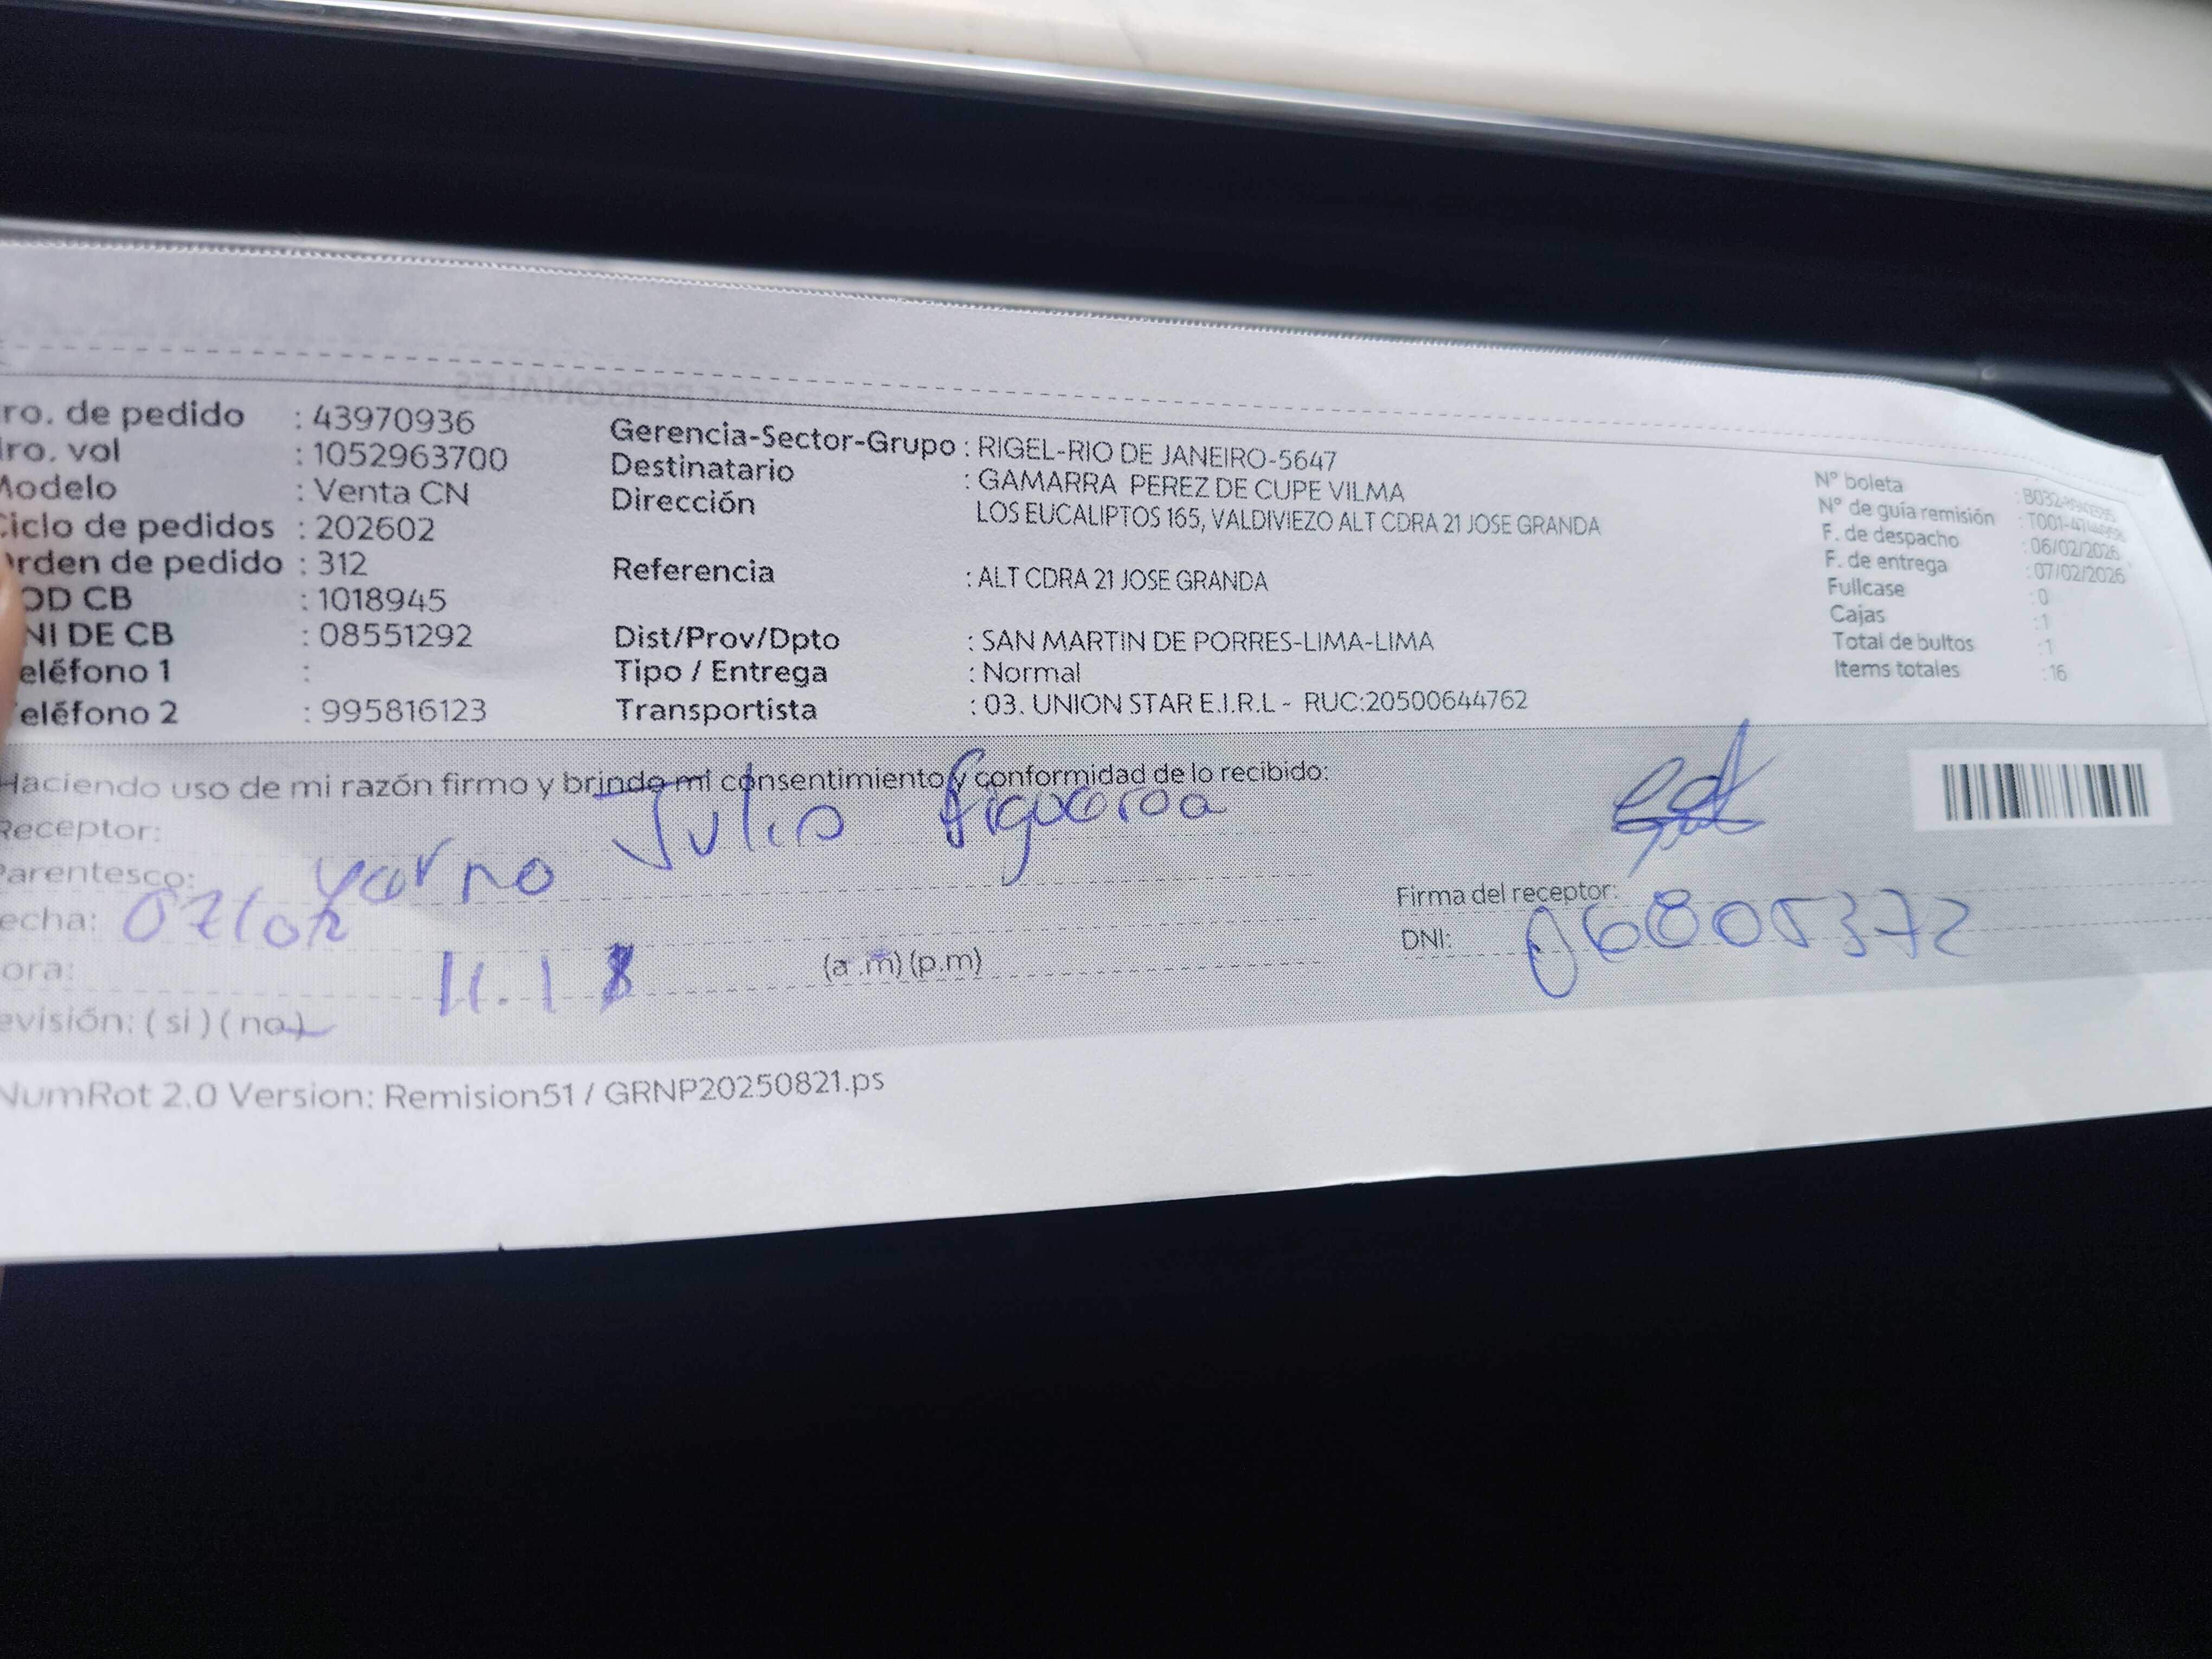 ro. de pedido : 43970936
ro. vol : 1052963700
Modelo : Venta CN
Ciclo de pedidos : 202602
rden de pedido : 312
OD CB : 1018945
NI DE CB : 08551292
eléfono 1 :
eléfono 2 : 995816123
Gerencia-Sector-Grupo : RIGEL-RIO DE JANEIRO-5647
Destinatario : GAMARRA PEREZ DE CUPE VILMA
Dirección LOS EUCALIPTOS 165, VALDIVIEZO ALT CDRA 21 JOSE GRANDA
Referencia : ALT CDRA 21 JOSE GRANDA
Dist/Prov/Dpto : SAN MARTIN DE PORRES-LIMA-LIMA
Tipo / Entrega : Normal
Transportista : 03. UNION STAR E.I.R.L - RUC:20500644762
Nº boleta
Nº de guía remisión
F. de despacho : 06/02/2026
F. de entrega : 07/02/2026
Fullcase : 0
Cajas : 1
Total de bultos : 1
Items totales : 16
Haciendo uso de mi razón firmo y brindo mi consentimiento y conformidad de lo recibido:
Receptor: Julio figueroa
Parentesco: yerno
echa:
ora: 11.1 (a.m) (p.m)
evisión: (si) (no)
Firma del receptor:
DNI: 06805372
NumRot 2.0 Version: Remision51 / GRNP20250821.ps